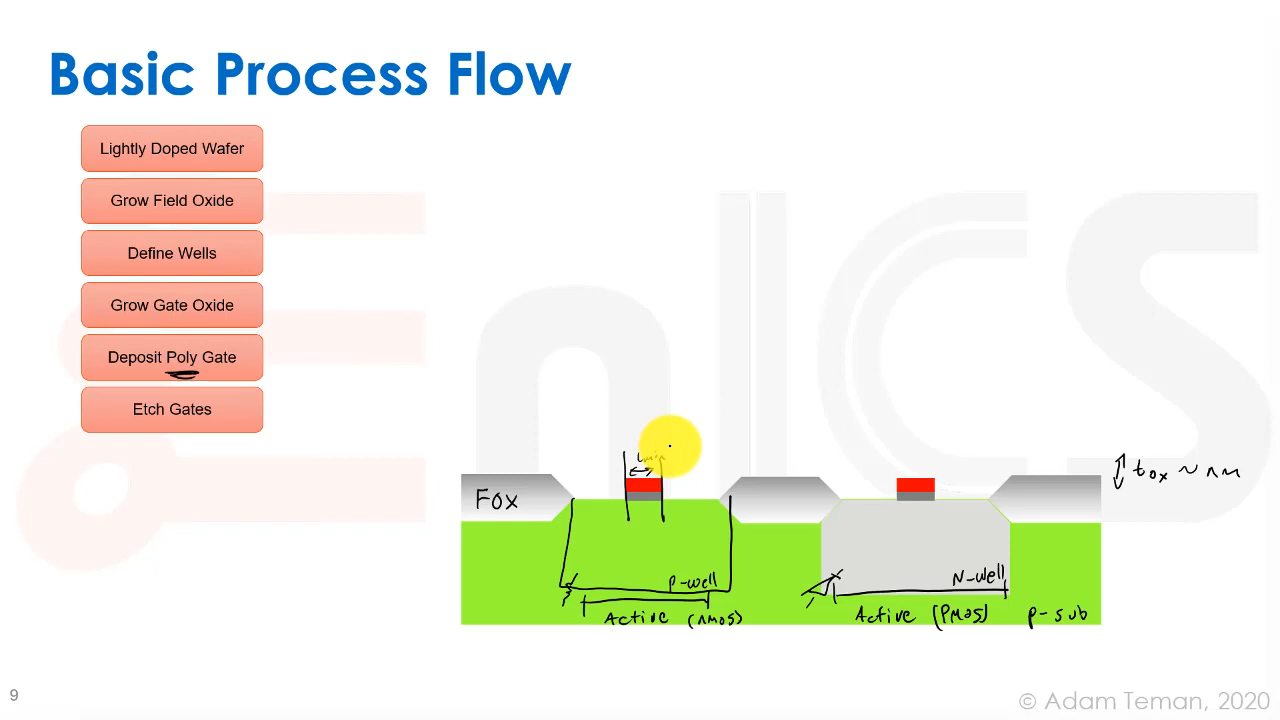 Basic Process Flow
Lightly Doped Wafer
Grow Field Oxide
Define Wells
Grow Gate Oxide
Deposit Poly Gate
Etch Gates
EnICS
Fox
tox ~ nm
P-well
N-well
Active (nmos)
Active (Pmos)
p-sub
9
© Adam Teman, 2020